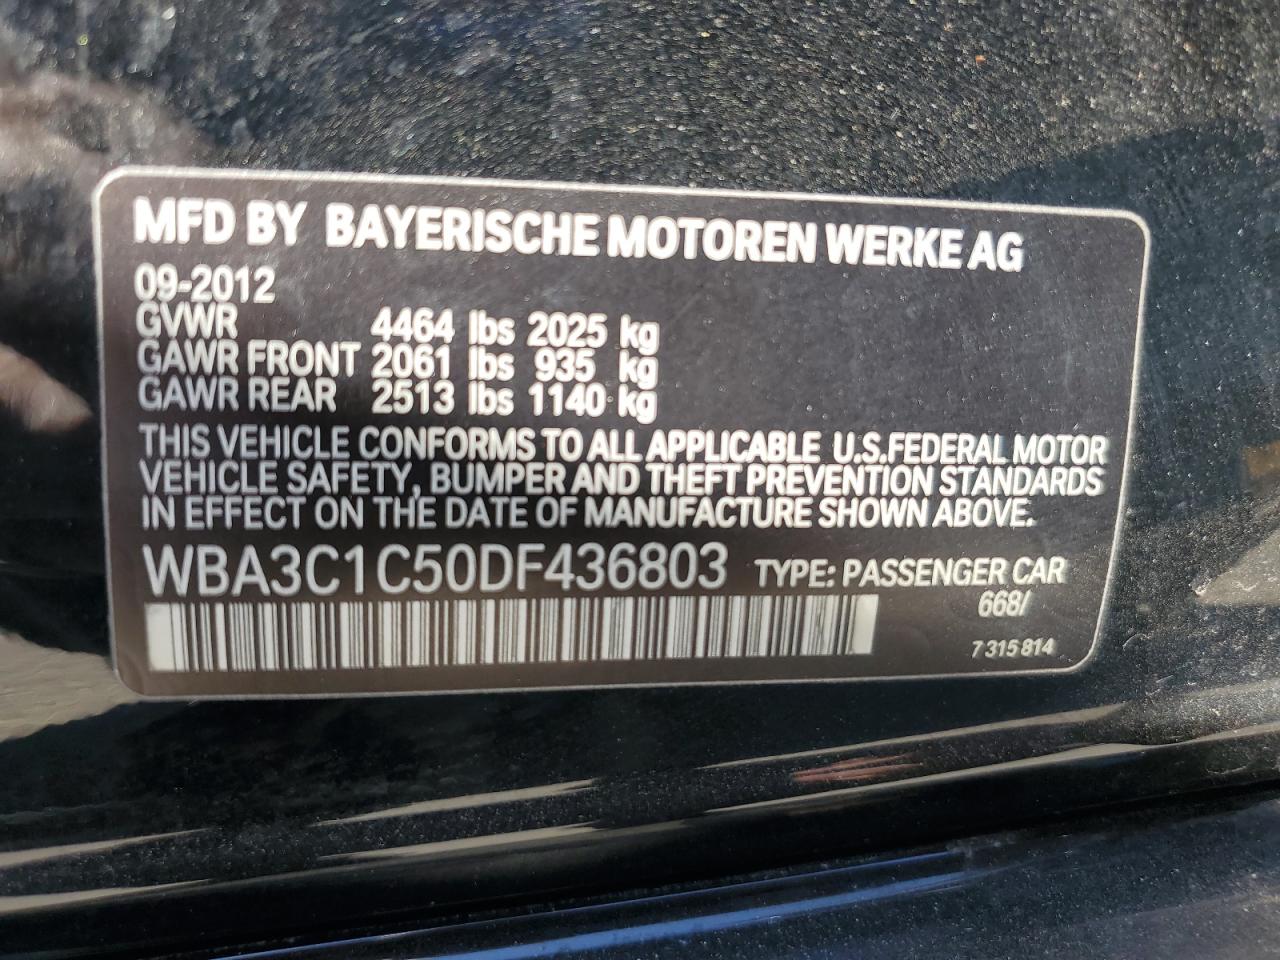 MFD BY BAYERISCHE MOTOREN WERKE AG
09-2012
GVWR 4464 lbs 2025 kg
GAWR FRONT 2061 lbs 935 kg
GAWR REAR 2513 lbs 1140 kg
THIS VEHICLE CONFORMS TO ALL APPLICABLE U.S.FEDERAL MOTOR
VEHICLE SAFETY, BUMPER AND THEFT PREVENTION STANDARDS
IN EFFECT ON THE DATE OF MANUFACTURE SHOWN ABOVE.
WBA3C1C50DF436803 TYPE: PASSENGER CAR
668/
7 315 814